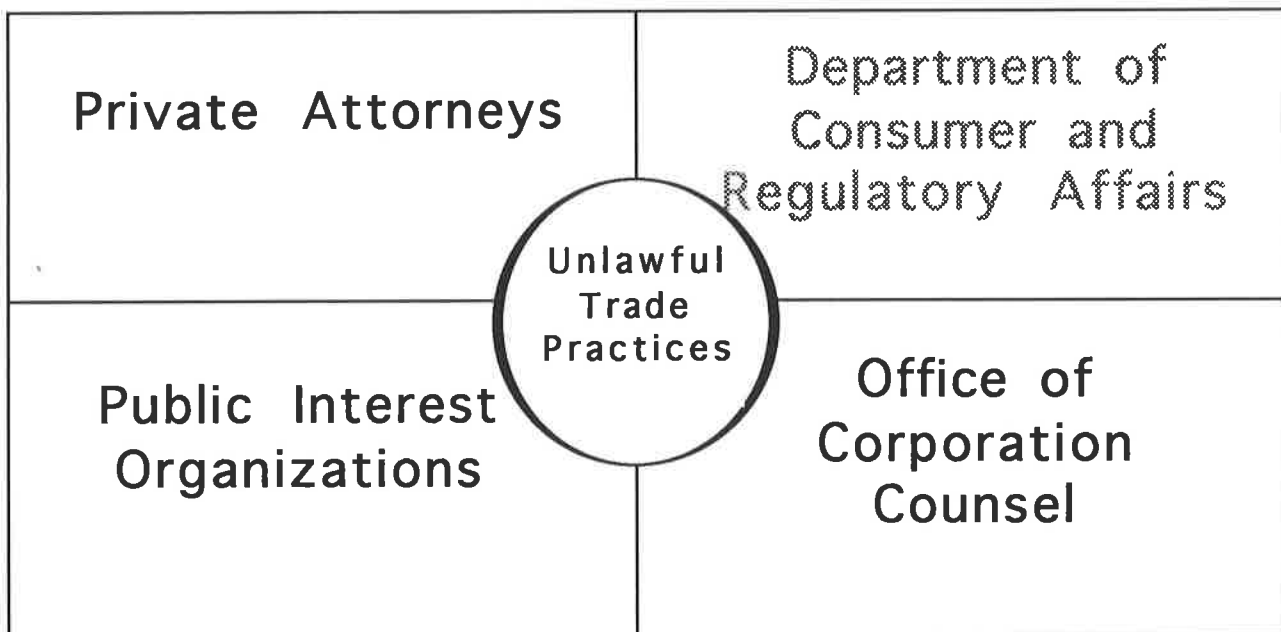 Private Attorneys
Department of
Consumer and
Regulatory Affairs
Unlawful
Trade
Practices
Public Interest
Organizations
Office of
Corporation
Counsel